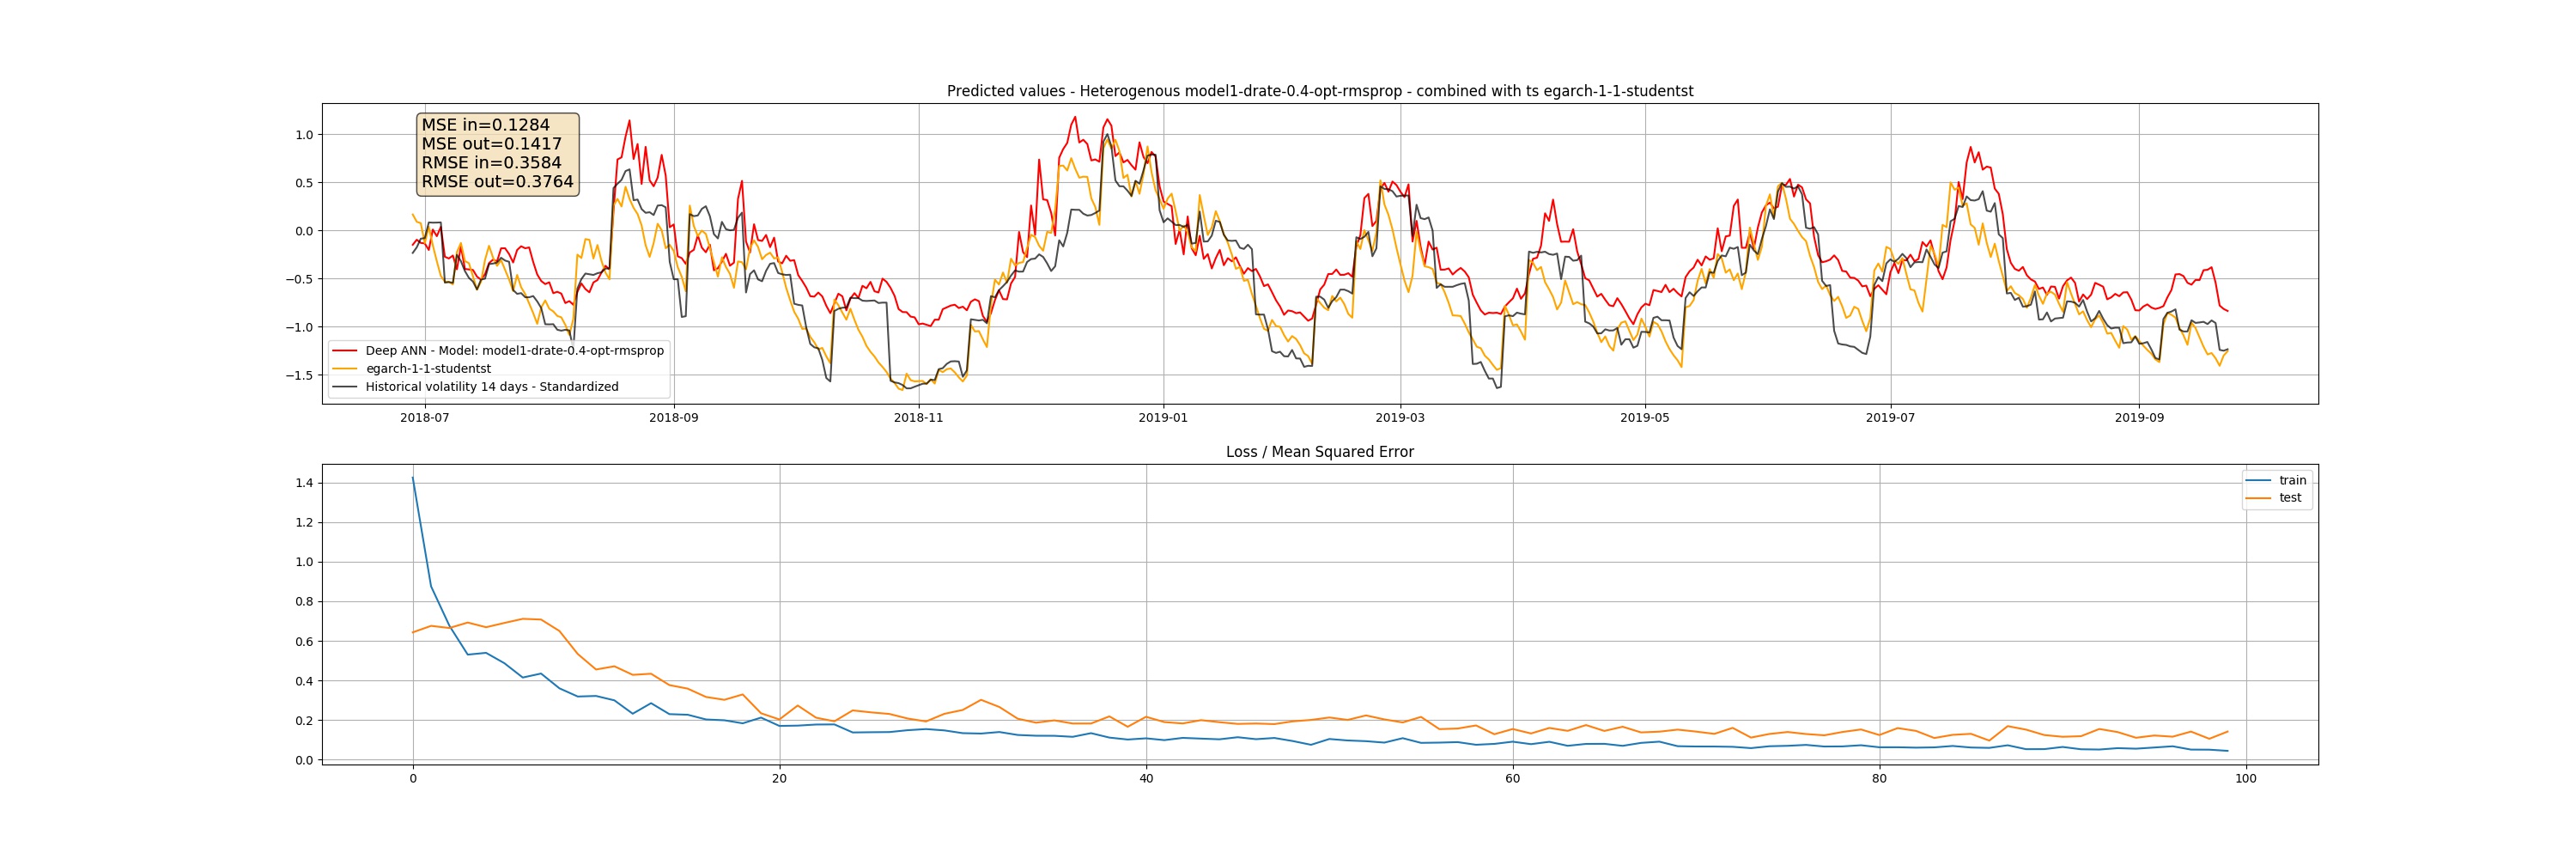 Predicted values - Heterogenous model1-drate-0.4-opt-rmsprop - combined with ts egarch-1-1-studentst
MSE in=0.1284
MSE out=0.1417
RMSE in=0.3584
RMSE out=0.3764
1.0
0.5
0.0
−0.5
−1.0
−1.5
Deep ANN - Model: model1-drate-0.4-opt-rmsprop
egarch-1-1-studentst
Historical volatility 14 days - Standardized
2018-07 2018-09 2018-11 2019-01 2019-03 2019-05 2019-07 2019-09
Loss / Mean Squared Error
1.4
1.2
1.0
0.8
0.6
0.4
0.2
0.0
train
test
0 20 40 60 80 100